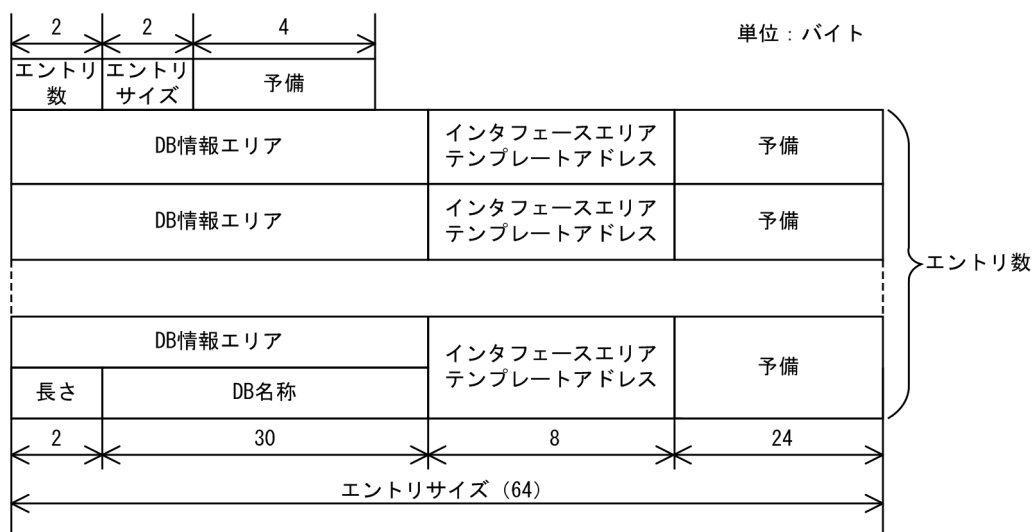 2 2 4
単位：バイト
エントリ数 エントリサイズ 予備
DB情報エリア インタフェースエリアテンプレートアドレス 予備
DB情報エリア インタフェースエリアテンプレートアドレス 予備
エントリ数
DB情報エリア インタフェースエリアテンプレートアドレス 予備
長さ DB名称
2 30 8 24
エントリサイズ（64）